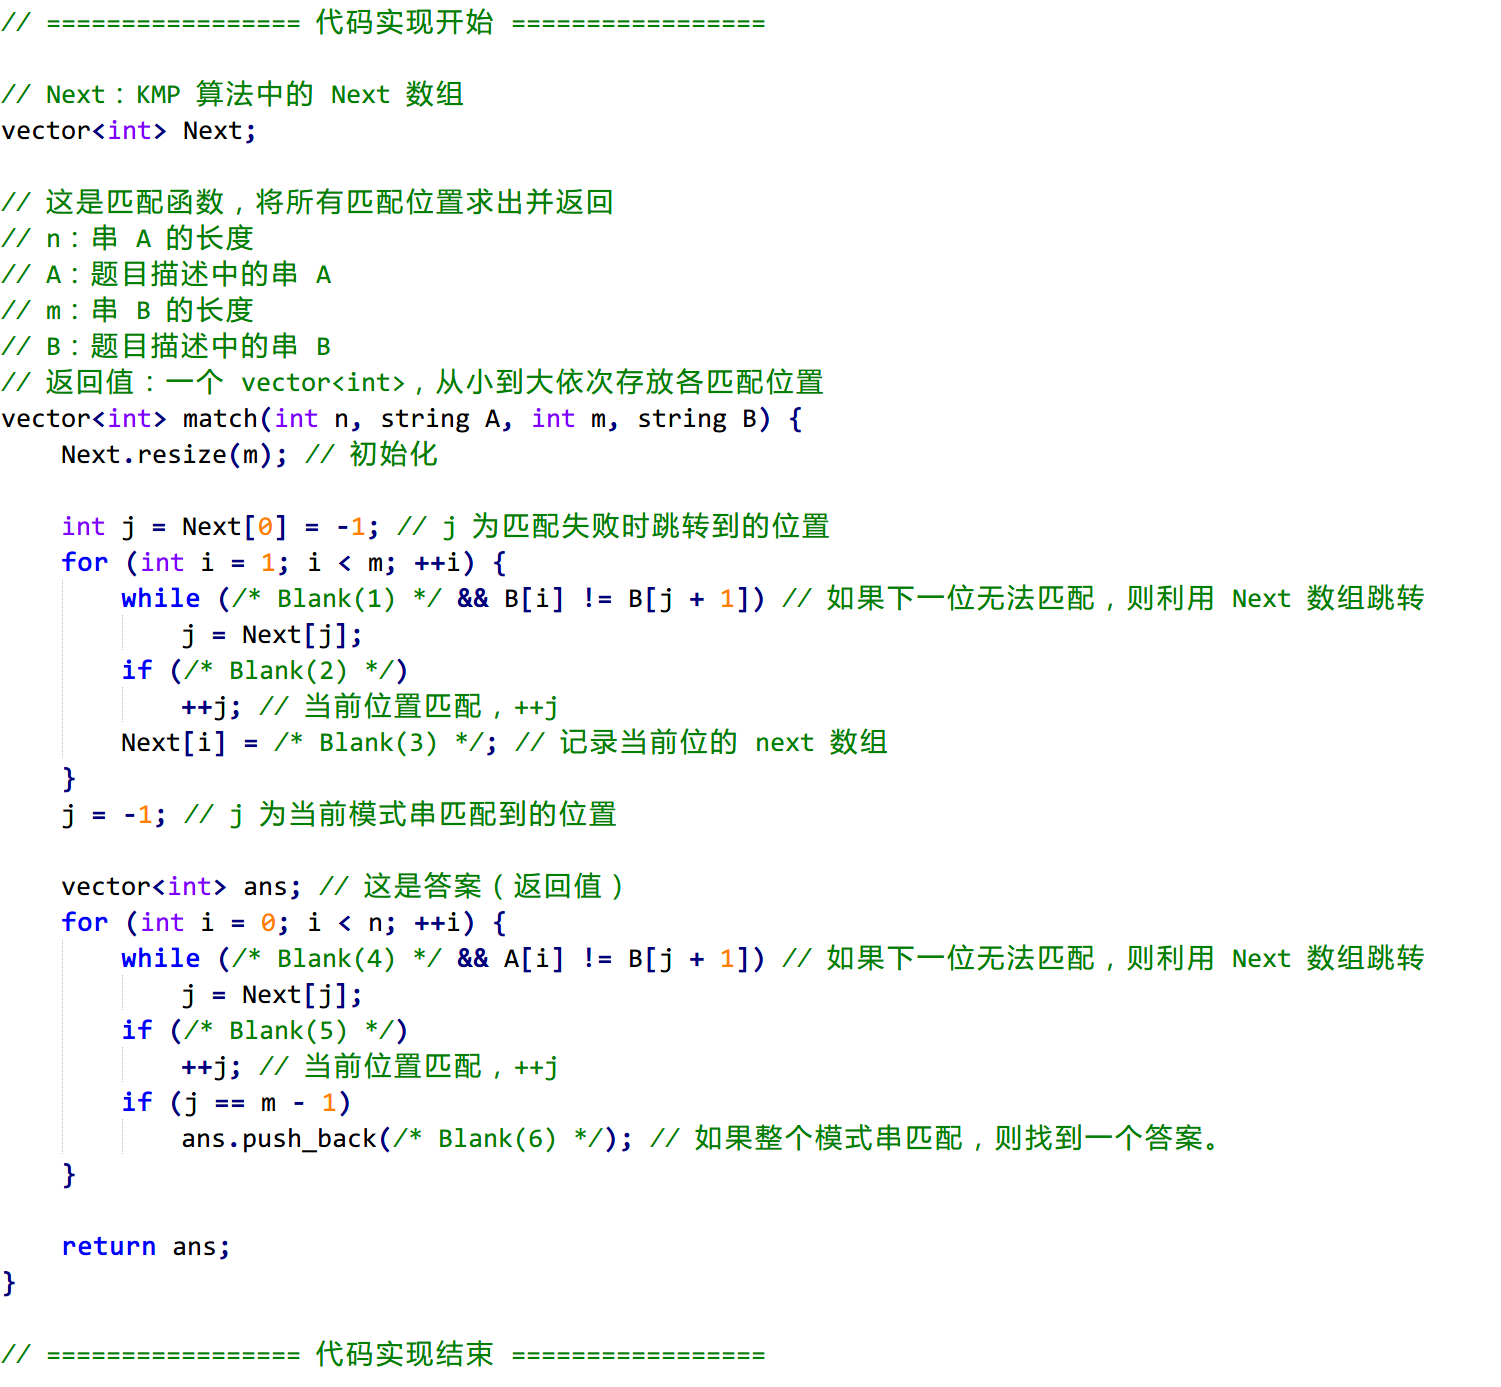 // ================= 代码实现开始 =================
// Next：KMP 算法中的 Next 数组
vector<int> Next;
// 这是匹配函数，将所有匹配位置求出并返回
// n：串 A 的长度
// A：题目描述中的串 A
// m：串 B 的长度
// B：题目描述中的串 B
// 返回值：一个 vector<int>，从小到大依次存放各匹配位置
vector<int> match(int n, string A, int m, string B) {
    Next.resize(m); // 初始化
    int j = Next[0] = -1; // j 为匹配失败时跳转到的位置
    for (int i = 1; i < m; ++i) {
        while (/* Blank(1) */ && B[i] != B[j + 1]) // 如果下一位无法匹配，则利用 Next 数组跳转
            j = Next[j];
        if (/* Blank(2) */)
            ++j; // 当前位置匹配，++j
        Next[i] = /* Blank(3) */; // 记录当前位的 next 数组
    }
    j = -1; // j 为当前模式串匹配到的位置
    vector<int> ans; // 这是答案（返回值）
    for (int i = 0; i < n; ++i) {
        while (/* Blank(4) */ && A[i] != B[j + 1]) // 如果下一位无法匹配，则利用 Next 数组跳转
            j = Next[j];
        if (/* Blank(5) */)
            ++j; // 当前位置匹配，++j
        if (j == m - 1)
            ans.push_back(/* Blank(6) */); // 如果整个模式串匹配，则找到一个答案。
    }
    return ans;
}
// ================= 代码实现结束 =================